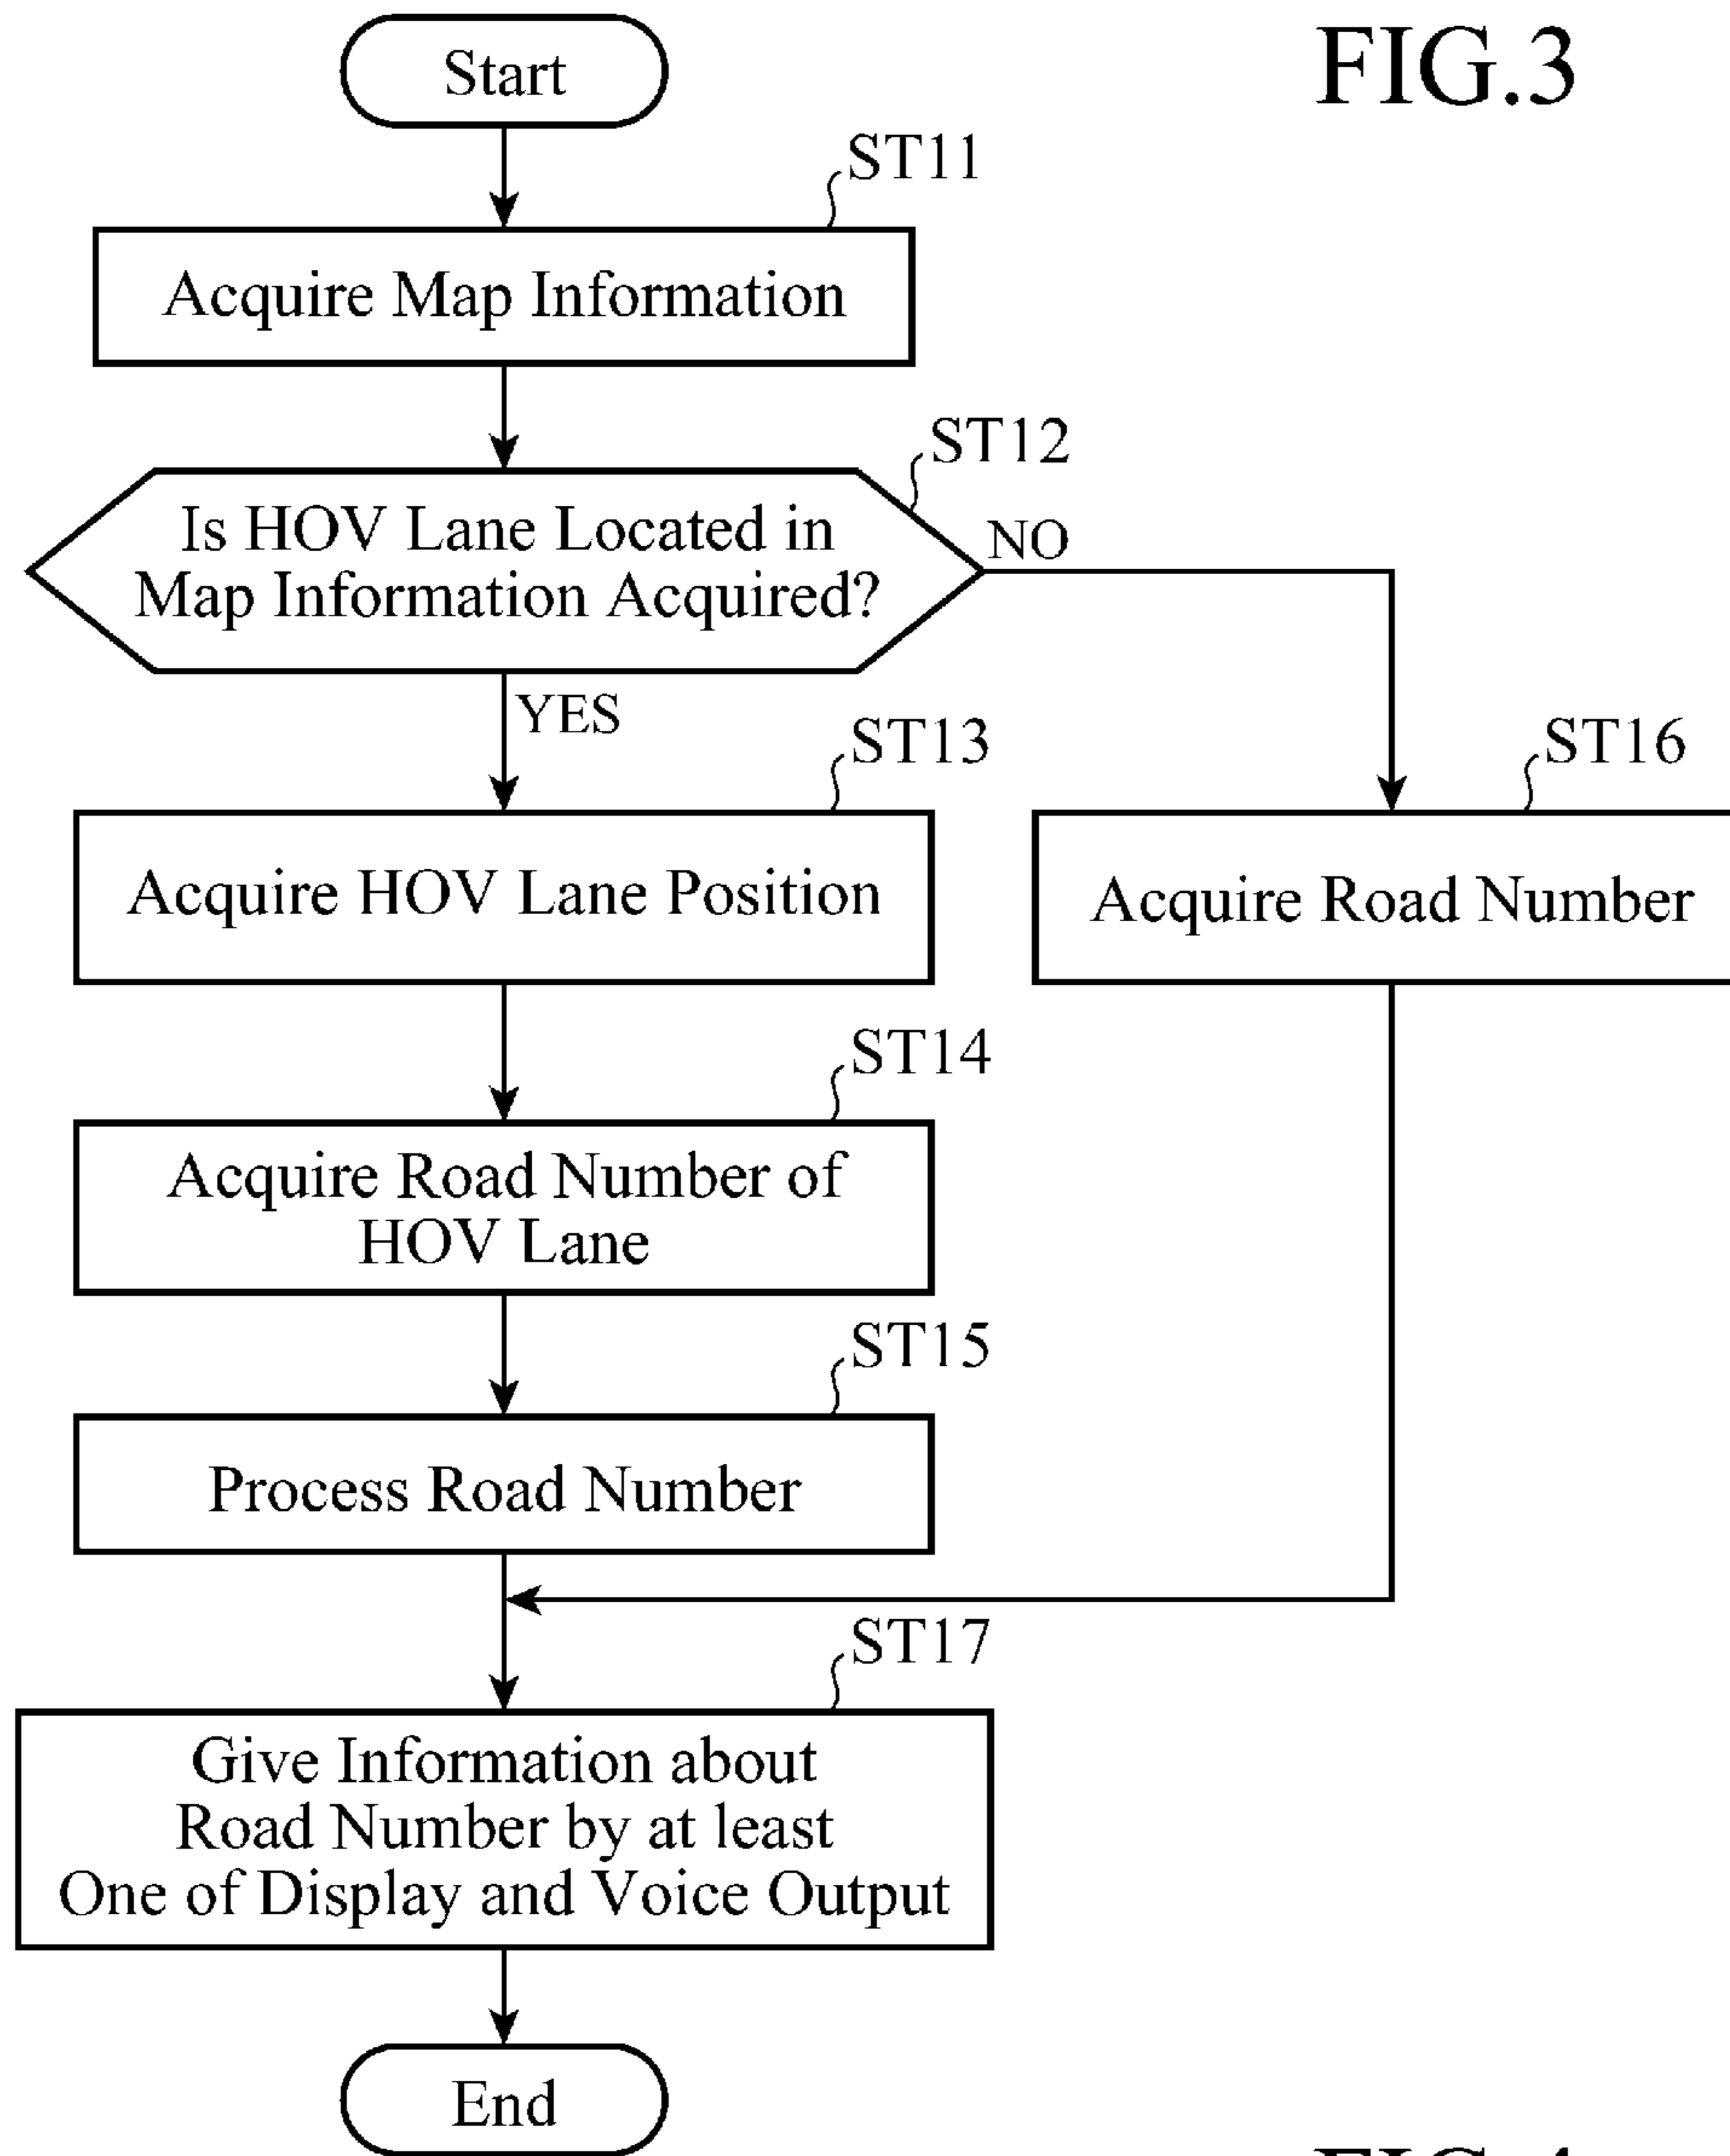 FIG.3
Start
ST11
Acquire Map Information
ST12
Is HOV Lane Located in
Map Information Acquired?
NO
YES
ST13
Acquire HOV Lane Position
ST16
Acquire Road Number
ST14
Acquire Road Number of
HOV Lane
ST15
Process Road Number
ST17
Give Information about
Road Number by at least
One of Display and Voice Output
End